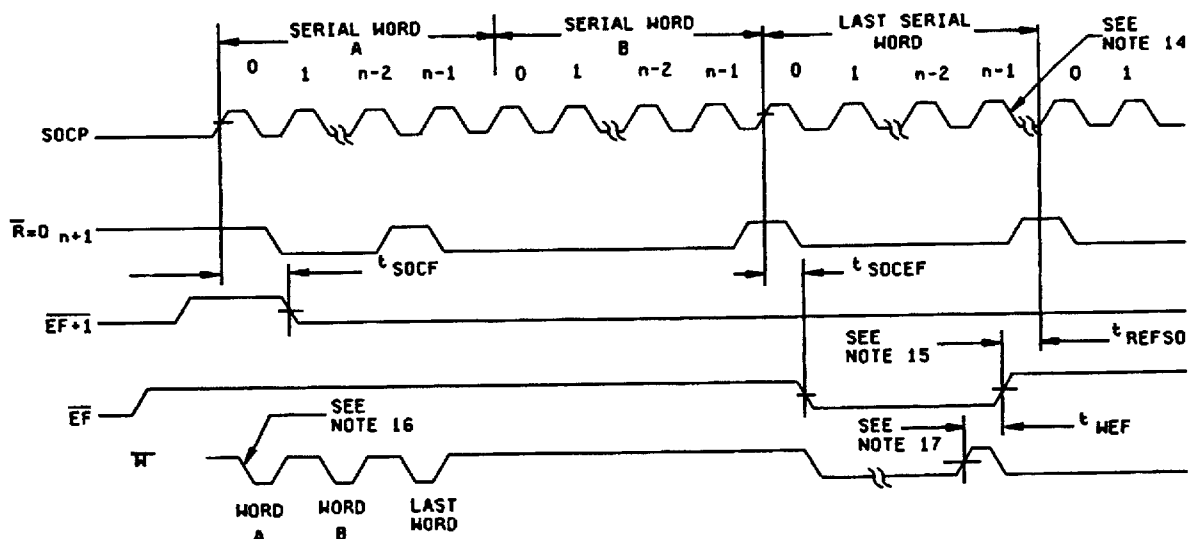 SERIAL WORD A
SERIAL WORD B
LAST SERIAL WORD
SEE NOTE 14
0 1 n-2 n-1 0 1 n-2 n-1 0 1 n-2 n-1 0 1
SOCP
R̅=0 n+1
t SOCF
t SOCEF
E̅F̅+̅1̅
SEE NOTE 15
t REFSO
E̅F̅
SEE NOTE 16
SEE NOTE 17
t WEF
W̅
WORD A
WORD B
LAST WORD